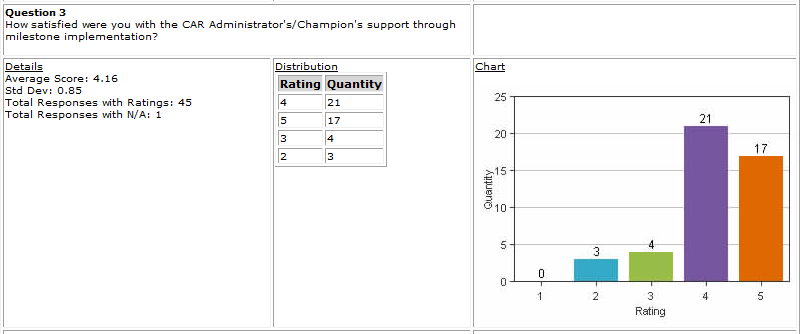 Question 3
How satisfied were you with the CAR Administrator's/Champion's support through
milestone implementation?
Details
Average Score: 4.16
Std Dev: 0.85
Total Responses with Ratings: 45
Total Responses with N/A: 1
Distribution
Rating Quantity
4 21
5 17
3 4
2 3
Chart
25
20
15
10
5
0
Quantity
0
3
4
21
17
1 2 3 4 5
Rating